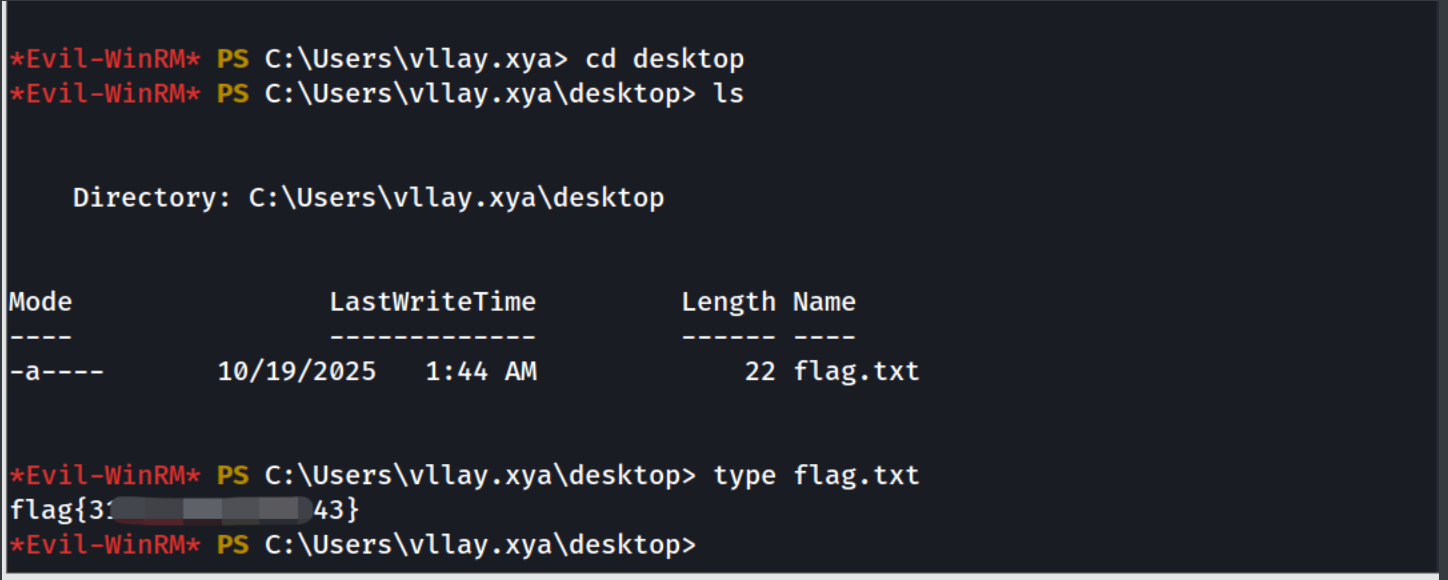 *Evil-WinRM* PS C:\Users\vllay.xya> cd desktop
*Evil-WinRM* PS C:\Users\vllay.xya\desktop> ls
Directory: C:\Users\vllay.xya\desktop
Mode LastWriteTime Length Name
---- ------------- ------ ----
-a---- 10/19/2025 1:44 AM 22 flag.txt
*Evil-WinRM* PS C:\Users\vllay.xya\desktop> type flag.txt
flag{31 43}
*Evil-WinRM* PS C:\Users\vllay.xya\desktop>